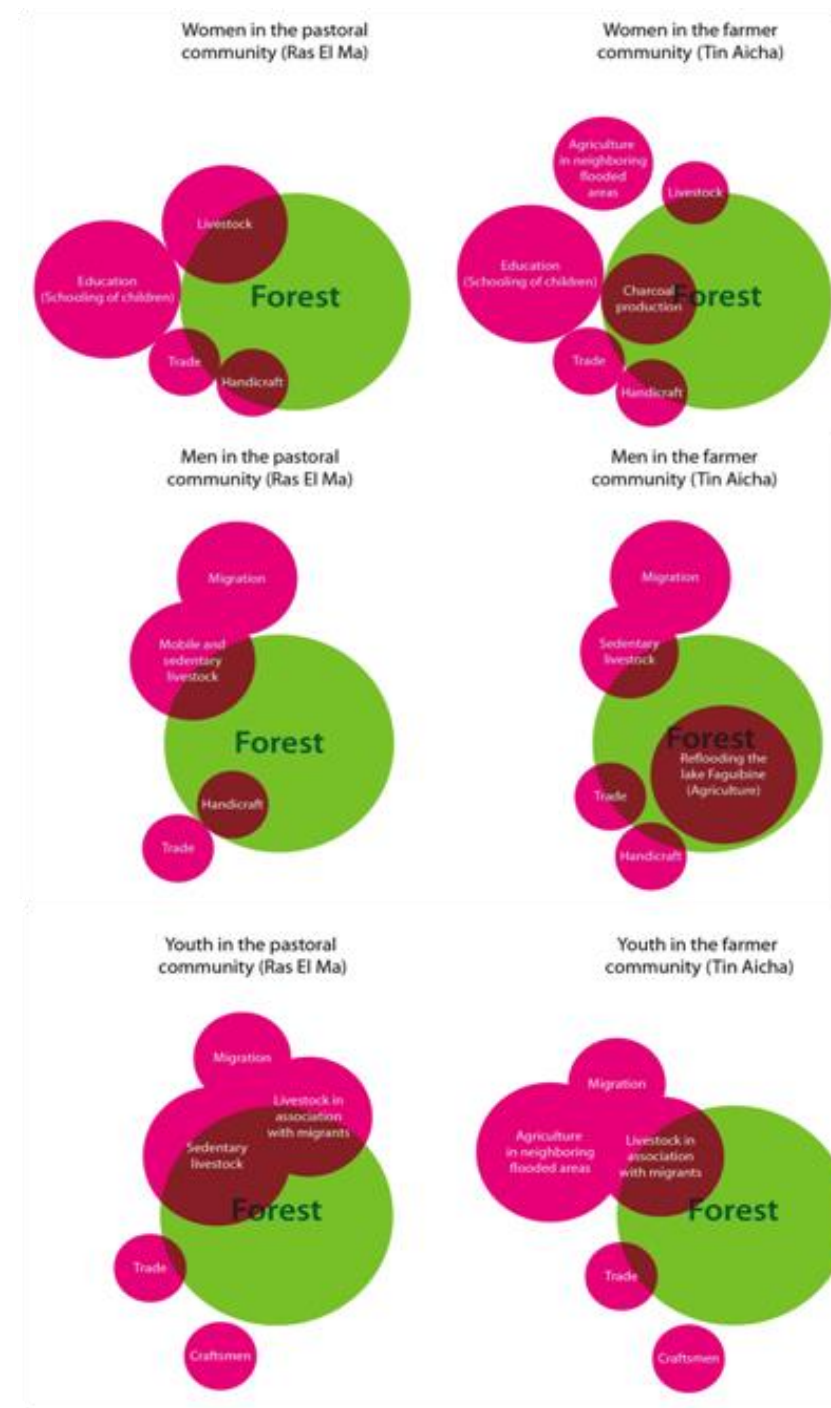 Women in the pastoral
community (Ras El Ma)
Livestock
Education
(Schooling of children)
Forest
Trade
Handicraft
Women in the farmer
community (Tin Aicha)
Agriculture
in neighboring
flooded
areas
Livestock
Education
(Schooling of children)
Charcoal
production
Forest
Trade
Handicraft
Men in the pastoral
community (Ras El Ma)
Migration
Mobile and
sedentary
livestock
Forest
Handicraft
Trade
Men in the farmer
community (Tin Aicha)
Migration
Sedentary
livestock
Forest
Reflooding the
lake Faguibine
(Agriculture)
Trade
Handicraft
Youth in the pastoral
community (Ras El Ma)
Migration
Livestock in
association
with migrants
Sedentary
livestock
Forest
Trade
Craftsmen
Youth in the farmer
community (Tin Aicha)
Migration
Agriculture
in neighboring
flooded areas
Livestock in
association
with migrants
Forest
Trade
Craftsmen